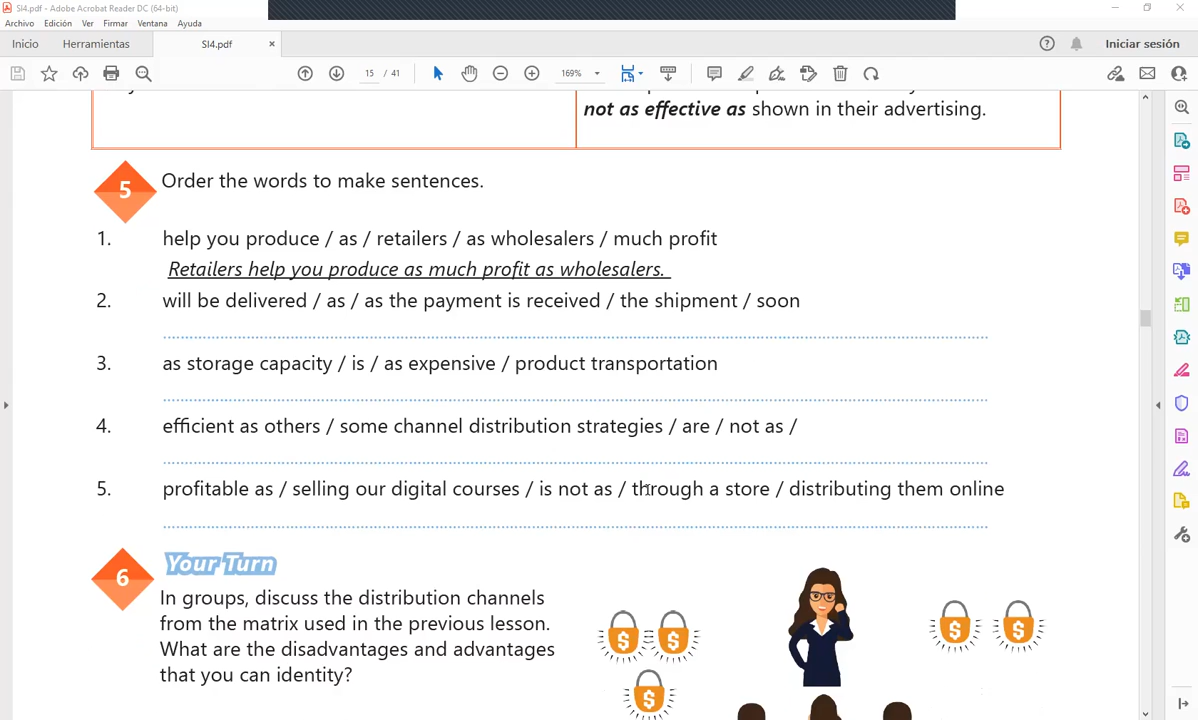 SI4.pdf - Adobe Acrobat Reader DC (64-bit)
Archivo Edición Ver Firmar Ventana Ayuda
Inicio Herramientas SI4.pdf × Iniciar sesión
15 / 41 169%
not as effective as shown in their advertising.
5 Order the words to make sentences.
1. help you produce / as / retailers / as wholesalers / much profit
Retailers help you produce as much profit as wholesalers.
2. will be delivered / as / as the payment is received / the shipment / soon
3. as storage capacity / is / as expensive / product transportation
4. efficient as others / some channel distribution strategies / are / not as /
5. profitable as / selling our digital courses / is not as / through a store / distributing them online
6 Your Turn
In groups, discuss the distribution channels
from the matrix used in the previous lesson.
What are the disadvantages and advantages
that you can identity?
$ $ $ $
$